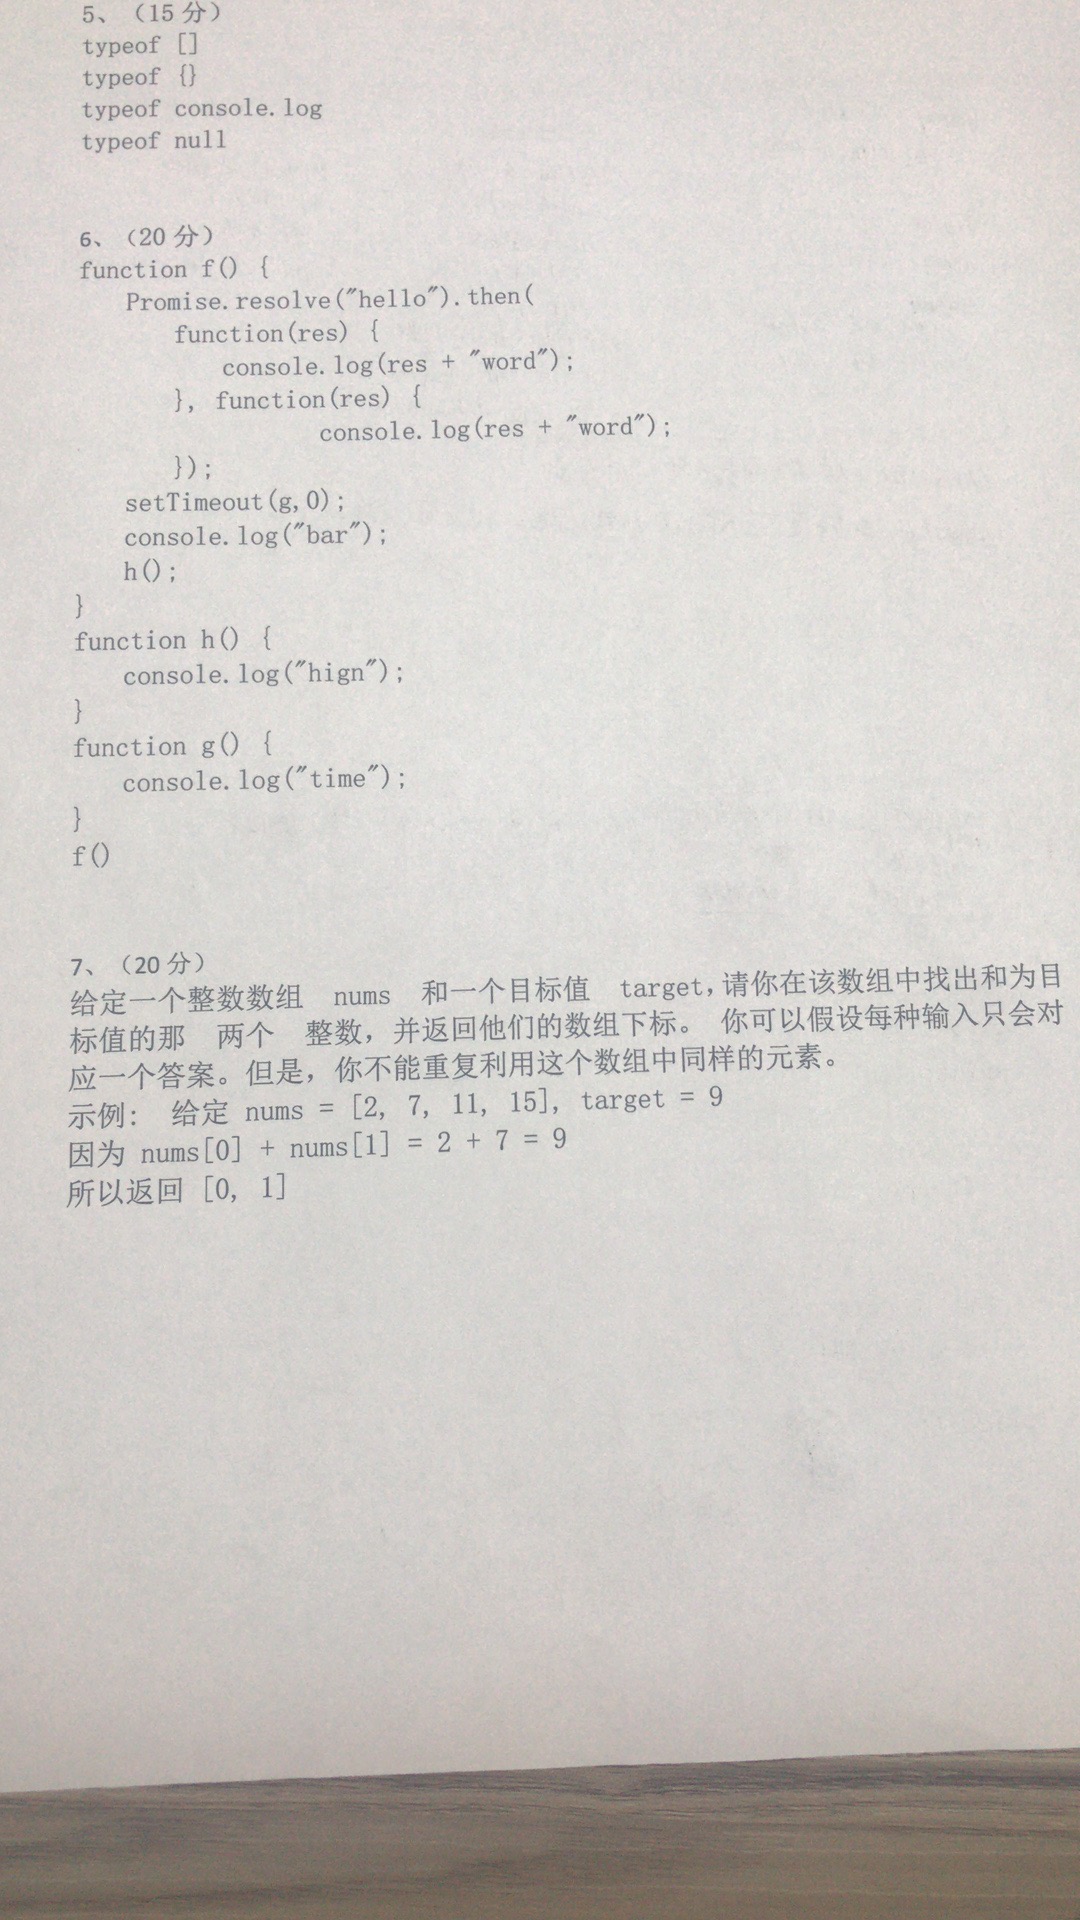 5、（15 分）
typeof []
typeof {}
typeof console.log
typeof null
6、（20 分）
function f() {
Promise.resolve("hello").then(
function(res) {
console.log(res + "word");
}, function(res) {
console.log(res + "word");
});
setTimeout(g,0);
console.log("bar");
h();
}
function h() {
console.log("hign");
}
function g() {
console.log("time");
}
f()
7、（20 分）
给定一个整数数组 nums 和一个目标值 target,请你在该数组中找出和为目
标值的那 两个 整数，并返回他们的数组下标。 你可以假设每种输入只会对
应一个答案。但是，你不能重复利用这个数组中同样的元素。
示例: 给定 nums = [2, 7, 11, 15], target = 9
因为 nums[0] + nums[1] = 2 + 7 = 9
所以返回 [0, 1]